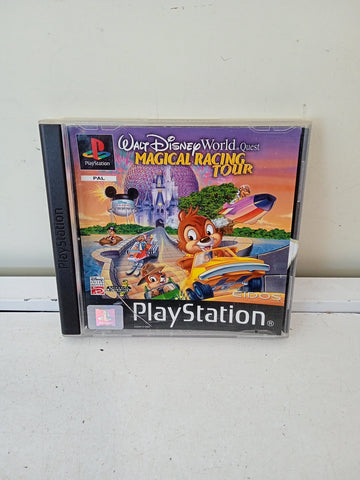 PlayStation
PlayStation
PAL
WALT DISNEY World Quest
MAGICAL RACING
TOUR
EIDOS
PlayStation